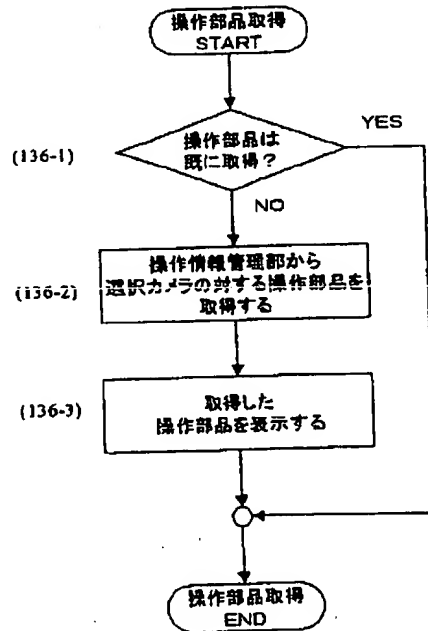 操作部品取得
START
YES
(136-1)
操作部品は
既に取得？
NO
(136-2)
操作情報管理部から
選択カメラの対する操作部品を
取得する
(136-3)
取得した
操作部品を表示する
操作部品取得
END